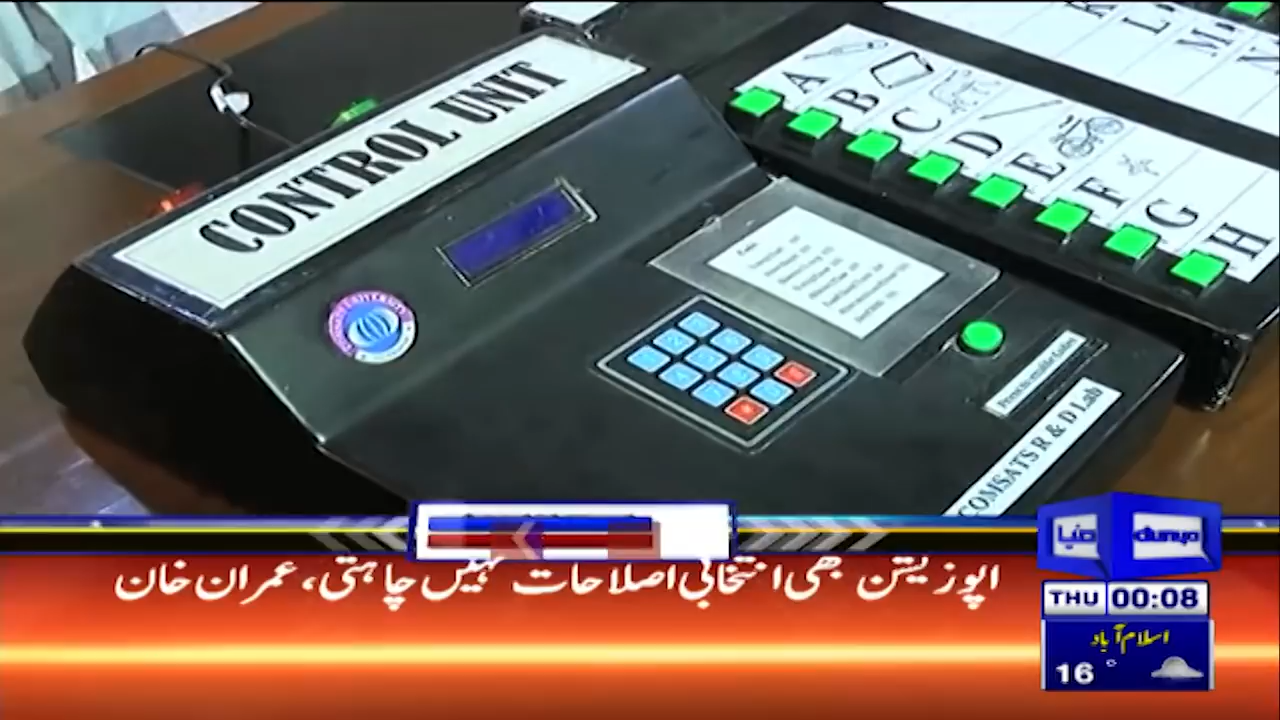 CONTROL UNIT
A
B
C
D
E
F
G
H
R
L
M
N
COMSATS R & D Lab
اپوزیشن بھی انتخابی اصلاحات نہیں چاہتی، عمران خان
دنیا dunya
THU 00:08
اسلام آباد
16 °C